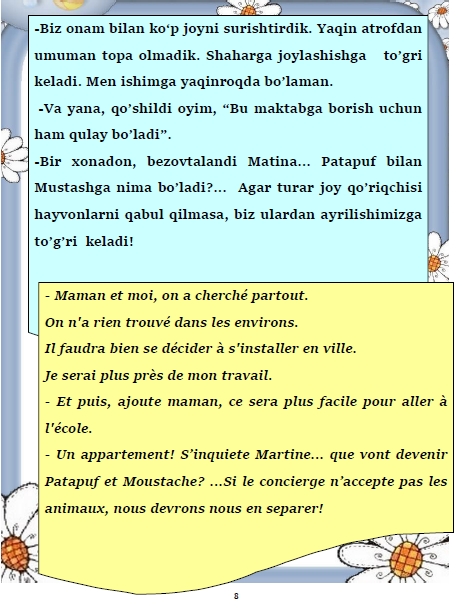 -Biz onam bilan ko‘p joyni surishtirdik. Yaqin atrofdan
umuman topa olmadik. Shaharga joylashishga to’g’ri
keladi. Men ishimga yaqinroqda bo’laman.
-Va yana, qo’shildi oyim, “Bu maktabga borish uchun
ham qulay bo’ladi”.
-Bir xonadon, bezovtalandi Matina... Patapuf bilan
Mustashga nima bo’ladi?... Agar turar joy qo’riqchisi
hayvonlarni qabul qilmasa, biz ulardan ayrilishimizga
to’g’ri keladi!
- Maman et moi, on a cherché partout.
On n'a rien trouvé dans les environs.
Il faudra bien se décider à s'installer en ville.
Je serai plus près de mon travail.
- Et puis, ajoute maman, ce sera plus facile pour aller à
l'école.
- Un appartement! S’inquiete Martine... que vont devenir
Patapuf et Moustache? ...Si le concierge n’accepte pas les
animaux, nous devrons nous en separer!
8